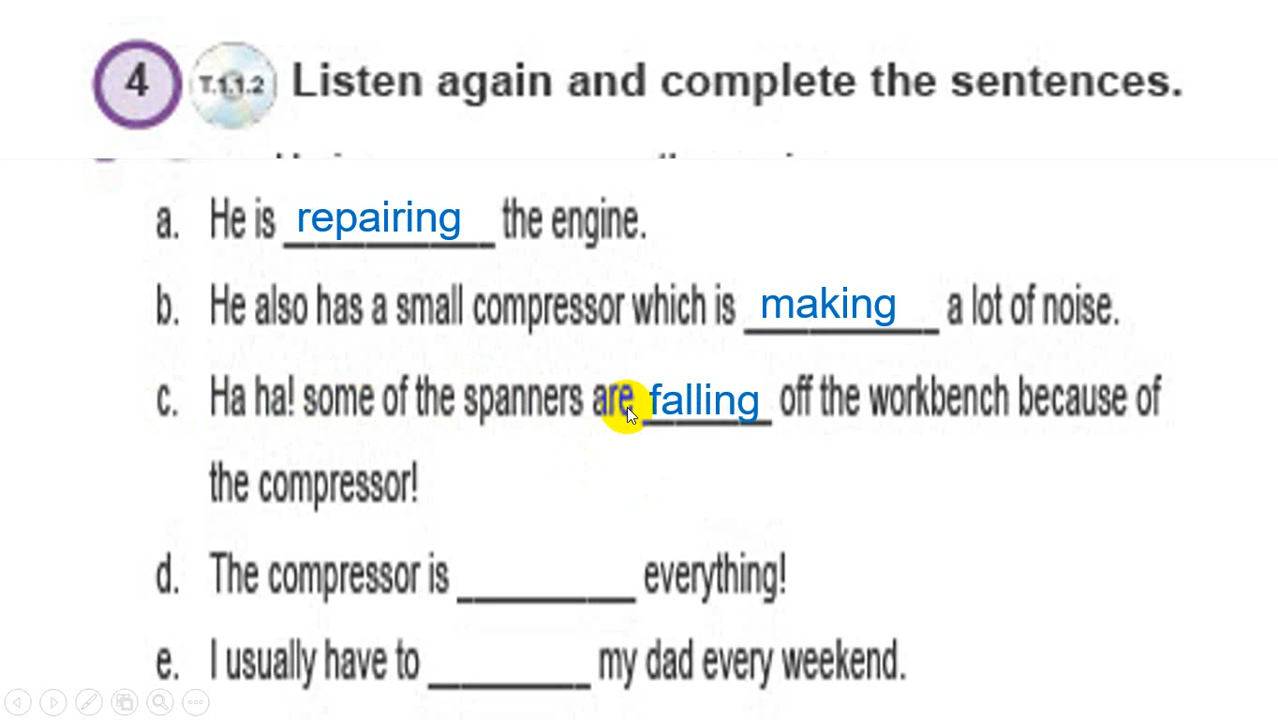 4 T.1.1.2 Listen again and complete the sentences.
a. He is repairing the engine.
b. He also has a small compressor which is making a lot of noise.
c. Ha ha! some of the spanners are falling off the workbench because of
the compressor!
d. The compressor is __________ everything!
e. I usually have to __________ my dad every weekend.